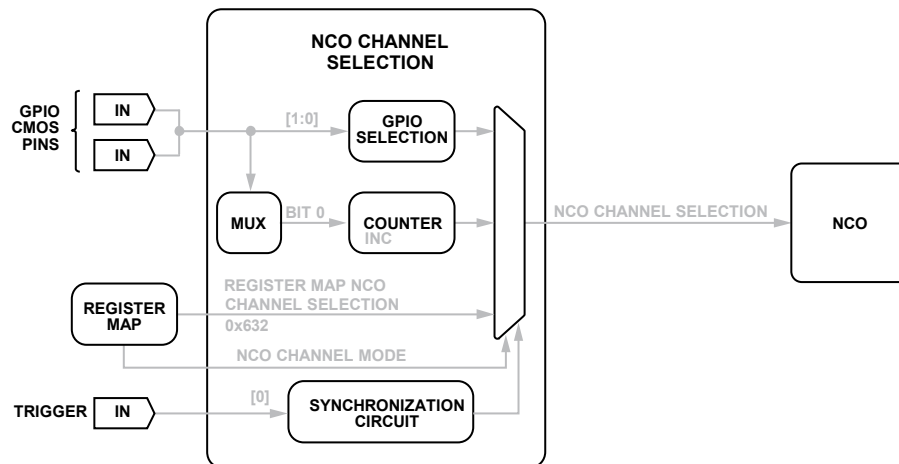 NCO CHANNEL
SELECTION
GPIO
CMOS
PINS
IN
IN
[1:0]
GPIO
SELECTION
MUX
BIT 0
COUNTER
INC
NCO CHANNEL SELECTION
NCO
REGISTER
MAP
REGISTER MAP NCO
CHANNEL SELECTION
0x632
NCO CHANNEL MODE
TRIGGER
IN
[0]
SYNCHRONIZATION
CIRCUIT